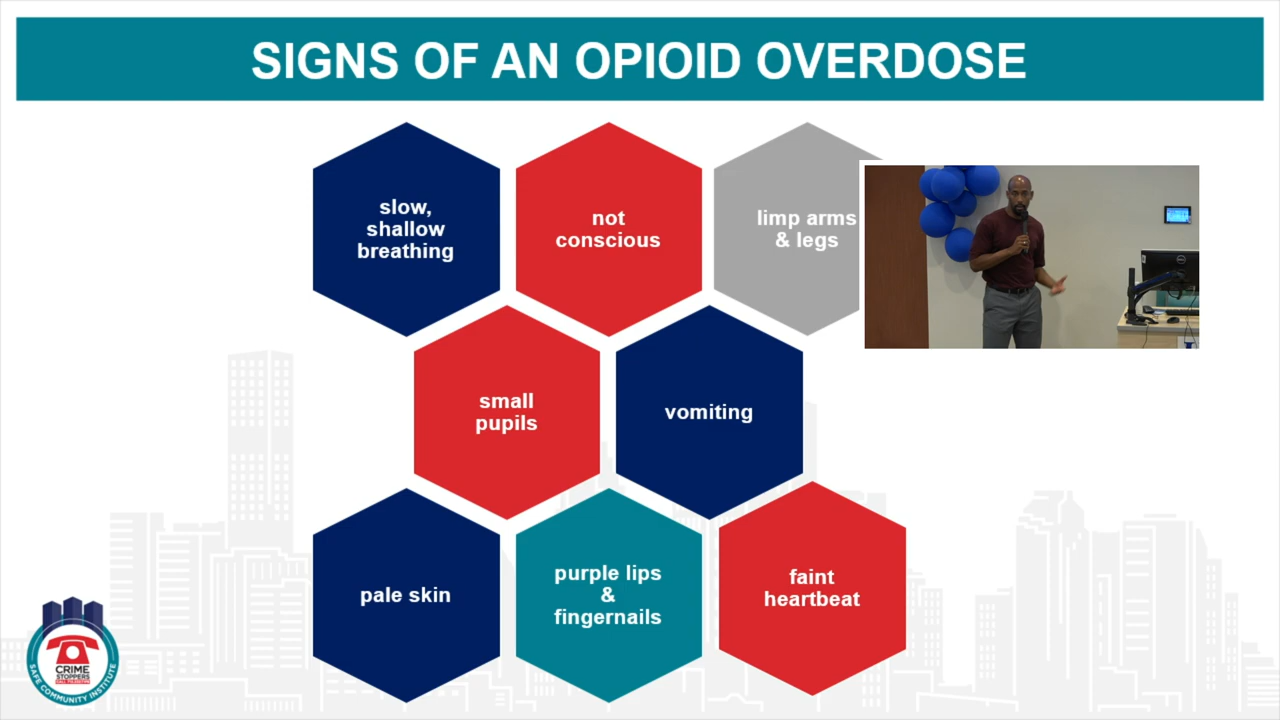 SIGNS OF AN OPIOID OVERDOSE
slow,
shallow
breathing
not
conscious
limp arms
& legs
small
pupils
vomiting
pale skin
purple lips
&
fingernails
faint
heartbeat
CRIME
STOPPERS
SAFE COMMUNITY INSTITUTE
DELL